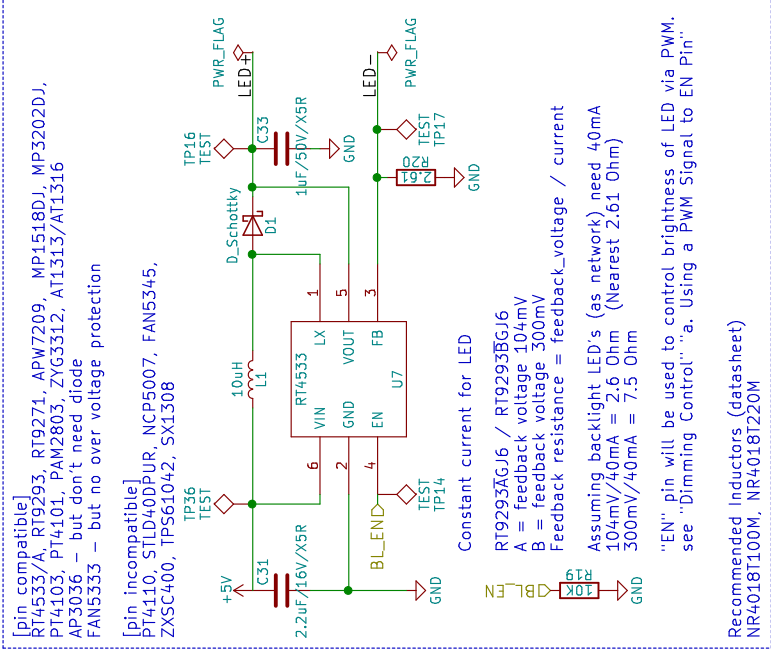 [pin compatible]
RT4533/A, RT9293, RT9271, APW7209, MP1518DJ, MP3202DJ,
PT4103, PT4101, PAM2803, ZYG3312, AT1313/AT1316
AP3036 - but don't need diode
FAN5333 - but no over voltage protection
[pin incompatible]
PT4110, STLD40DPUR, NCP5007, FAN5345,
ZXSC400, TPS61042, SX1308
+5V
C31
2.2uF/16V/X5R
GND
TP36
TEST
10uH
L1
D_Schottky
D1
TP16
TEST
C33
1uF/50V/X5R
GND
PWR_FLAG
LED+
RT4533
U7
VIN
GND
EN
LX
VOUT
FB
6
2
4
1
5
3
BL_EN
TEST
TP14
R20
2.61
GND
TEST
TP17
LED-
PWR_FLAG
BL_EN
R19
10K
GND
Constant current for LED
RT9293AGJ6 / RT9293BGJ6
A = feedback voltage 104mV
B = feedback voltage 300mV
Feedback resistance = feedback_voltage / current
Assuming backlight LED's (as network) need 40mA
104mV/40mA = 2.6 Ohm (Nearest 2.61 Ohm)
300mV/40mA = 7.5 Ohm
"EN" pin will be used to control brightness of LED via PWM.
see "Dimming Control" "a. Using a PWM Signal to EN Pin"
Recommended Inductors (datasheet)
NR4018T100M, NR4018T220M